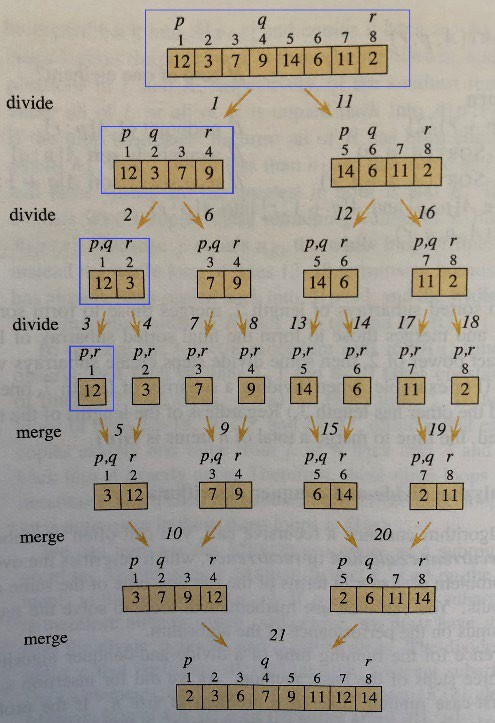 p q r
1 2 3 4 5 6 7 8
12 3 7 9 14 6 11 2
divide 1 11
p q r p q r
1 2 3 4 5 6 7 8
12 3 7 9 14 6 11 2
divide 2 6 12 16
p,q r p,q r p,q r p,q r
1 2 3 4 5 6 7 8
12 3 7 9 14 6 11 2
divide 3 4 7 8 13 14 17 18
p,r p,r p,r p,r p,r p,r p,r p,r
1 2 3 4 5 6 7 8
12 3 7 9 14 6 11 2
merge 5 9 15 19
p,q r p,q r p,q r p,q r
1 2 3 4 5 6 7 8
3 12 7 9 6 14 2 11
merge 10 20
p q r p q r
1 2 3 4 5 6 7 8
3 7 9 12 2 6 11 14
merge 21
p q r
1 2 3 4 5 6 7 8
2 3 6 7 9 11 12 14